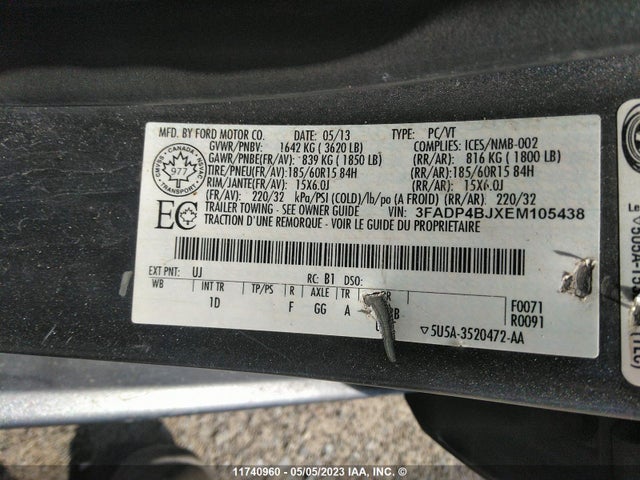 MFD. BY FORD MOTOR CO. 05/13 TYPE: PC/VT
GVWR/PNBV: 1642 KG ( 3620 LB) COMPLIES: ICES/NMB-002
GAWR/PNBE(FR/AV): 839 KG ( 1850 LB) (RR/AR): 816 KG ( 1800 LB)
TIRE/PNEU(FR/AV): 185/60R15 84H (RR/AR): 185/60R15 84H
RIM/JANTE(FR/AV): 15X6.0J (RR/AR): 15X6.0J
(FR/AV): 220/32 kPa/PSI (COLD)/lb/po (A FROID) (RR/AR): 220/32
TRAILER TOWING - SEE OWNER GUIDE - VIN: 3FADP4BJXEM105438
TRACTION D'UNE REMORQUE - VOIR GUIDE DU PROPRIETAIRE
CANADA
CMVSS
NSVAC
977
EC
EXT PNT: UJ RC: B1 DSO:
WB INT TR TP/PS R AXLE TR
1D F GG A
F0071
R0091
5U5A-3520472-AA
11740960 - 05/05/2023 © IAA, Inc. ®